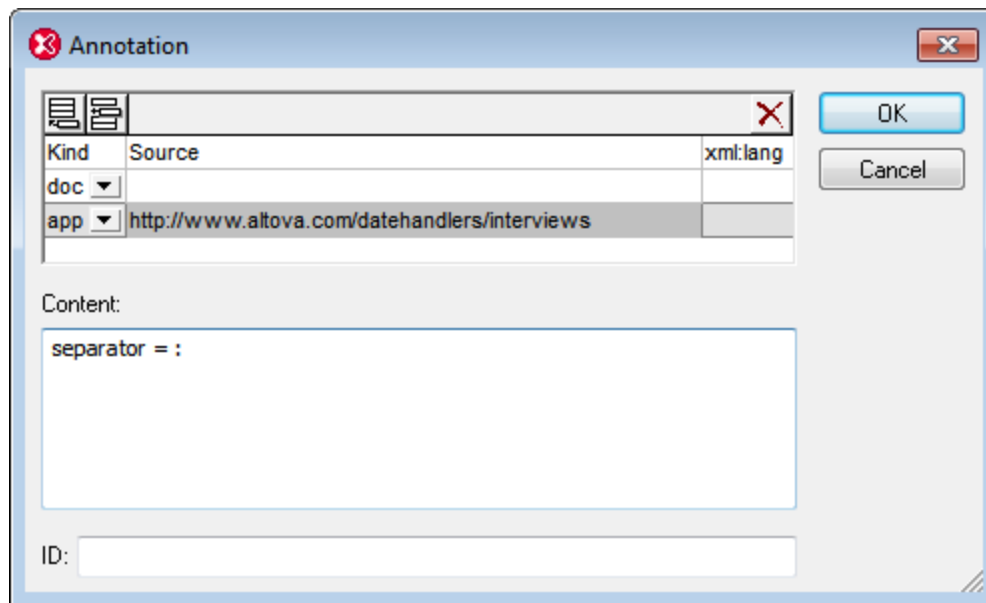 Annotation
OK
Kind Source xml:lang
Cancel
doc
app http://www.altova.com/datehandlers/interviews
Content:
separator = :
ID: